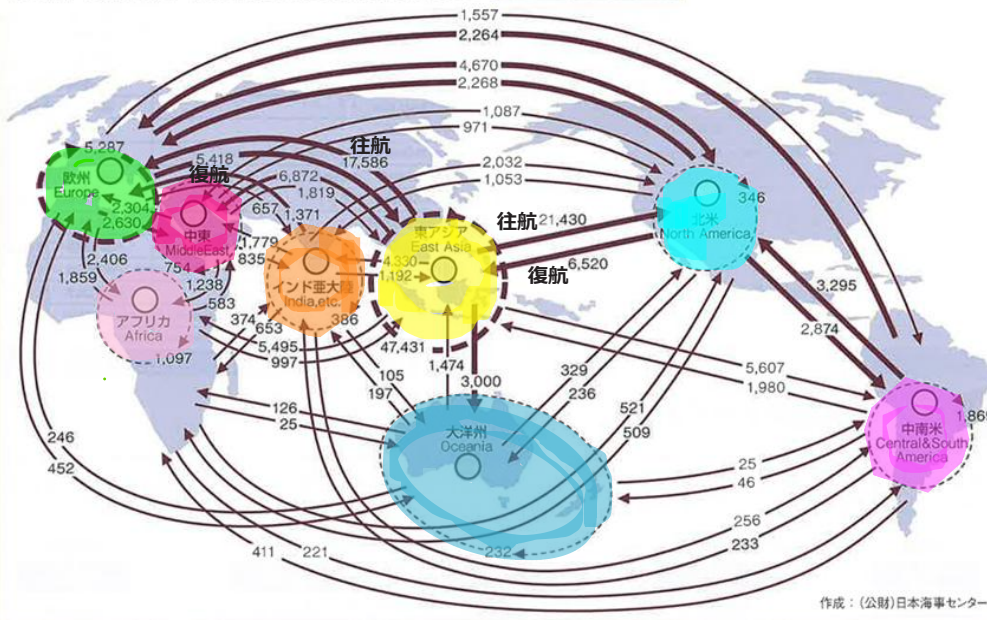 1,557
2,264
4,670
2,268
1,087
971
往航
17,586
5,287
5,418
復航
2,032
6,872
1,053
1,819
欧州
Europe
2,304
2,630
中東
MiddleEast
657
1,371
346
北米
North America
往航
21,430
東アジア
East Asia
1,779
835
2,406
754
1,859
1,238
583
アフリカ
Africa
インド亜大陸
India,etc.
4,330
1,192
6,520
復航
3,295
2,874
374
653
386
5,495
997
47,431
1,097
1,474
3,000
105
197
329
236
5,607
1,980
126
25
521
509
大洋州
Oceania
中南米
Central&South
America
246
452
25
46
256
233
232
411
221
作成：(公財)日本海事センター